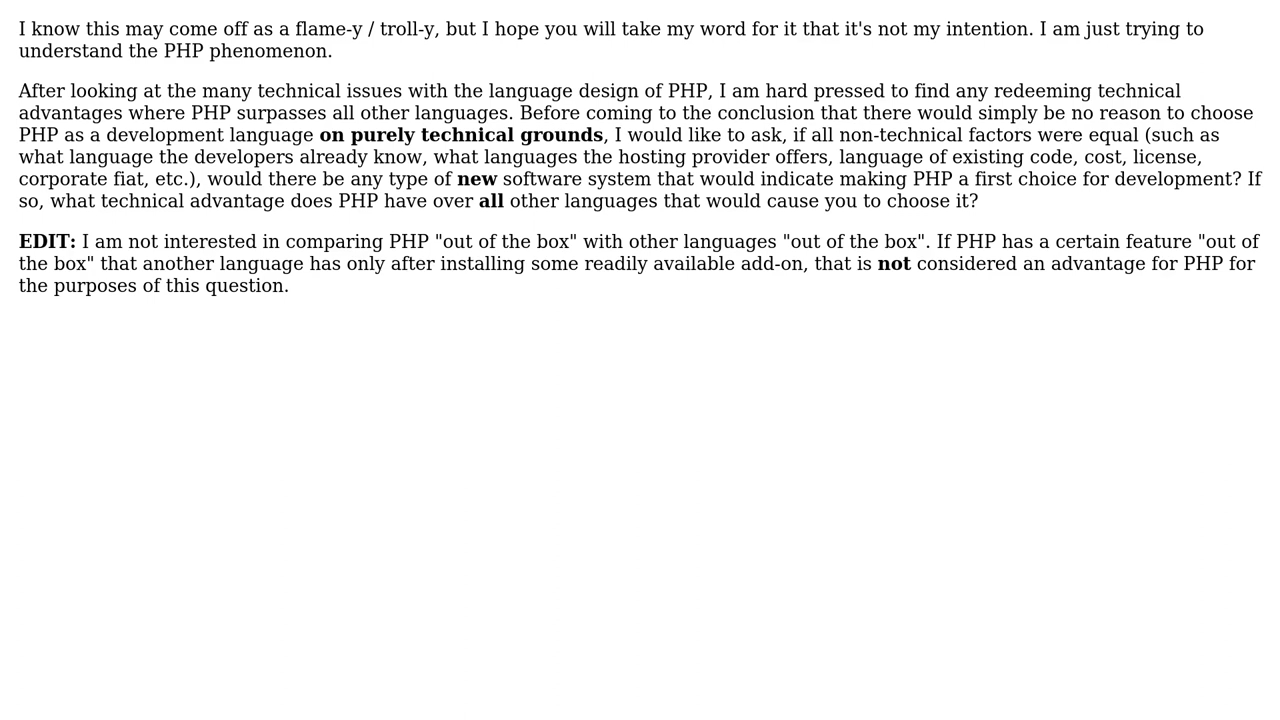 I know this may come off as a flame-y / troll-y, but I hope you will take my word for it that it's not my intention. I am just trying to
understand the PHP phenomenon.
After looking at the many technical issues with the language design of PHP, I am hard pressed to find any redeeming technical
advantages where PHP surpasses all other languages. Before coming to the conclusion that there would simply be no reason to choose
PHP as a development language on purely technical grounds, I would like to ask, if all non-technical factors were equal (such as
what language the developers already know, what languages the hosting provider offers, language of existing code, cost, license,
corporate fiat, etc.), would there be any type of new software system that would indicate making PHP a first choice for development? If
so, what technical advantage does PHP have over all other languages that would cause you to choose it?
EDIT: I am not interested in comparing PHP "out of the box" with other languages "out of the box". If PHP has a certain feature "out of
the box" that another language has only after installing some readily available add-on, that is not considered an advantage for PHP for
the purposes of this question.